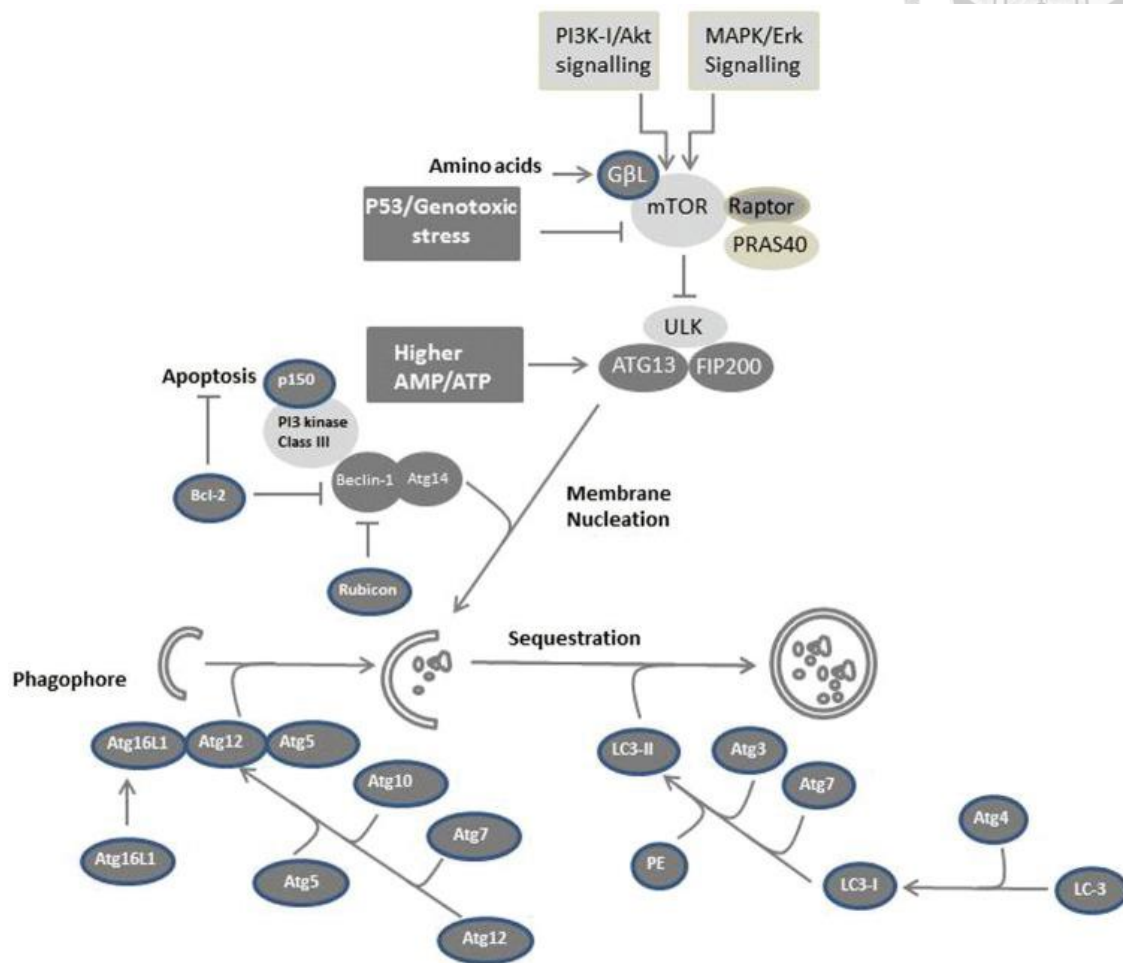 PI3K-I/Akt
signalling
MAPK/Erk
Signalling
Amino acids
GβL
P53/Genotoxic
stress
mTOR
Raptor
PRAS40
ULK
Higher
AMP/ATP
ATG13
FIP200
Apoptosis
p150
PI3 kinase
Class III
Beclin-1
Atg14
Bcl-2
Membrane
Nucleation
Rubicon
Sequestration
Phagophore
Atg16L1
Atg12
Atg5
LC3-II
Atg3
Atg10
Atg7
Atg7
Atg4
Atg16L1
Atg5
PE
LC3-I
LC-3
Atg12